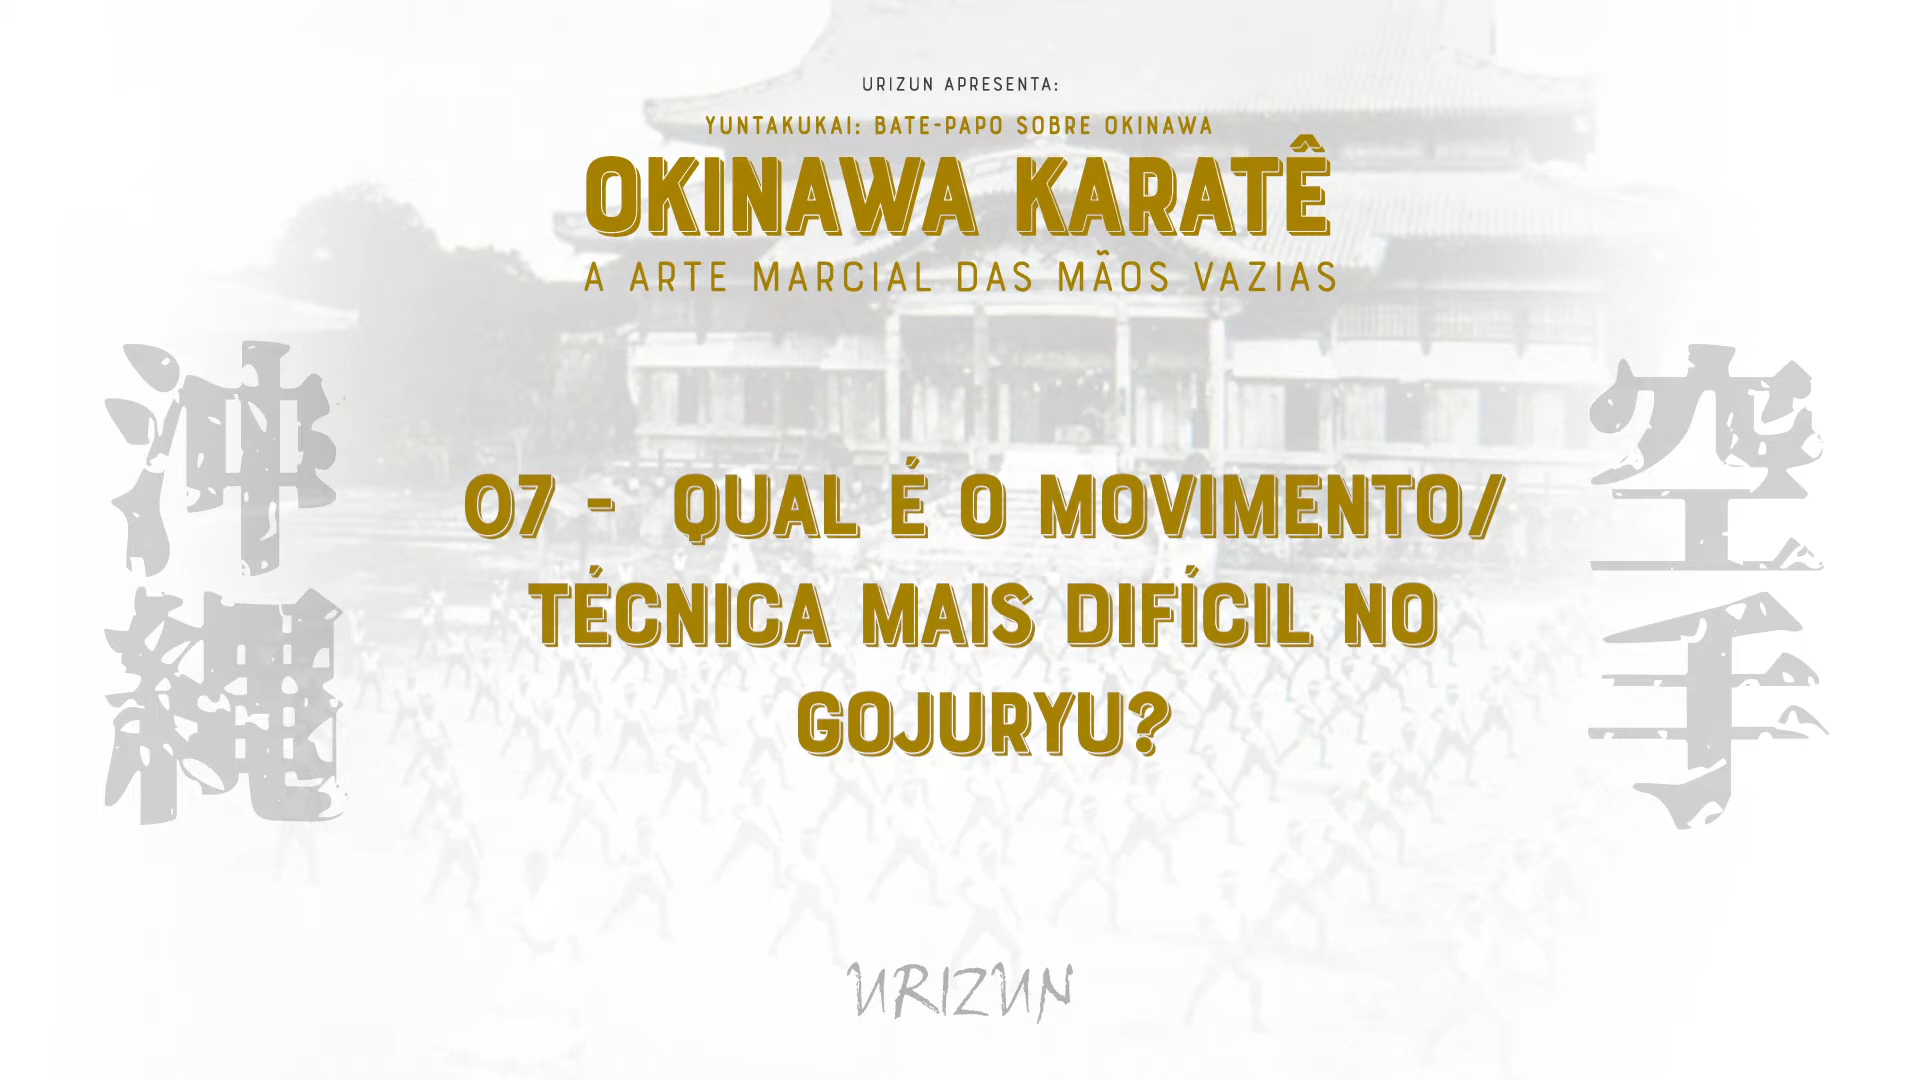 URIZUN APRESENTA:
YUNTAKUKAI: BATE-PAPO SOBRE OKINAWA
OKINAWA KARATÊ
A ARTE MARCIAL DAS MÃOS VAZIAS
沖縄
空手
07 - QUAL É O MOVIMENTO/
TÉCNICA MAIS DIFÍCIL NO
GOJURYU?
URIZUN